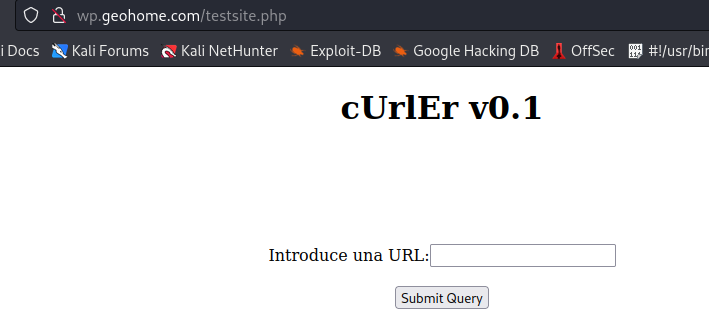 wp.geohome.com/testsite.php
i Docs Kali Forums Kali NetHunter Exploit-DB Google Hacking DB OffSec #!/usr/bin
cUrlEr v0.1
Introduce una URL:
Submit Query